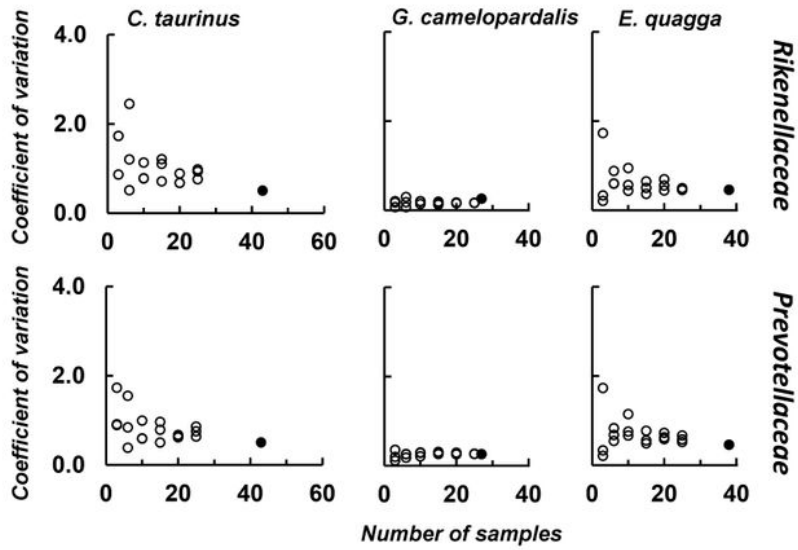 C. taurinus
G. camelopardalis
E. quagga
4.0
2.0
0.0
Coefficient of variation
0 20 40 60
0 20 40
0 20 40
Rikenellaceae
4.0
2.0
0.0
Coefficient of variation
0 20 40 60
0 20 40
0 20 40
Prevotellaceae
Number of samples